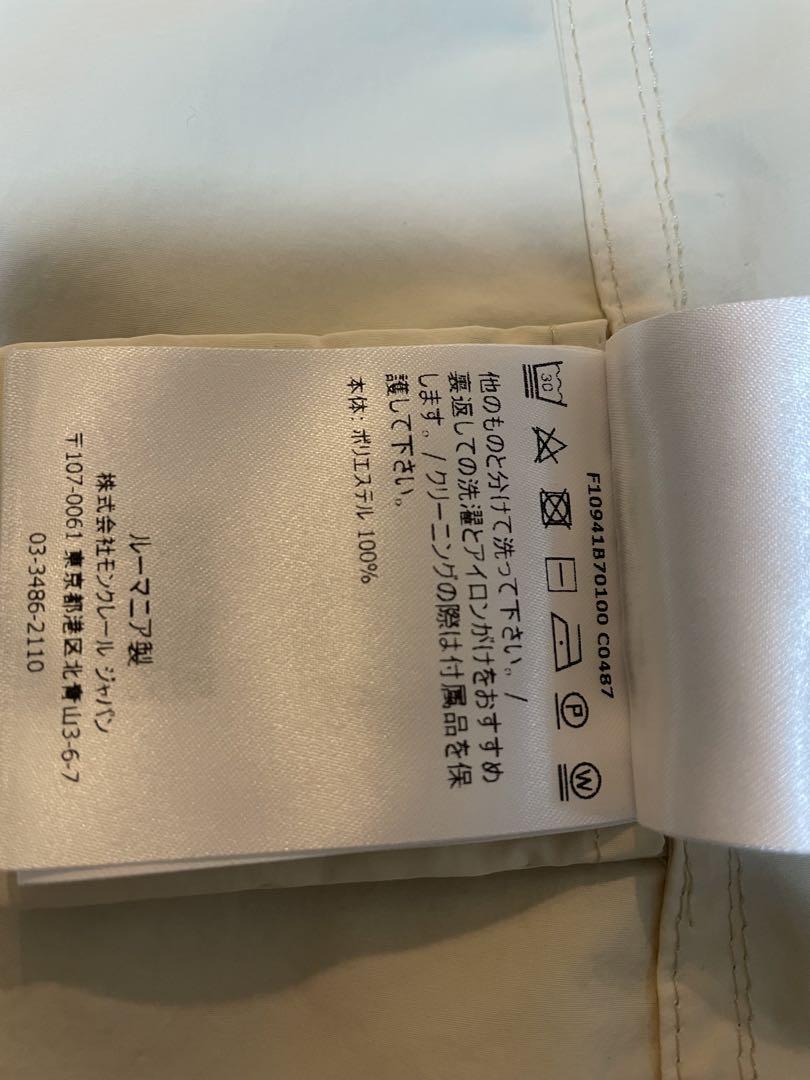 F10941B70100 C0487
30
P
W
他のものと分けて洗って下さい。/
裏返しての洗濯とアイロンがけをおすすめ
します。/クリーニングの際は付属品を保
護して下さい。
本体: ポリエステル 100%
ルーマニア製
株式会社モンクレール ジャパン
〒107-0061 東京都港区北青山3-6-7
03-3486-2110